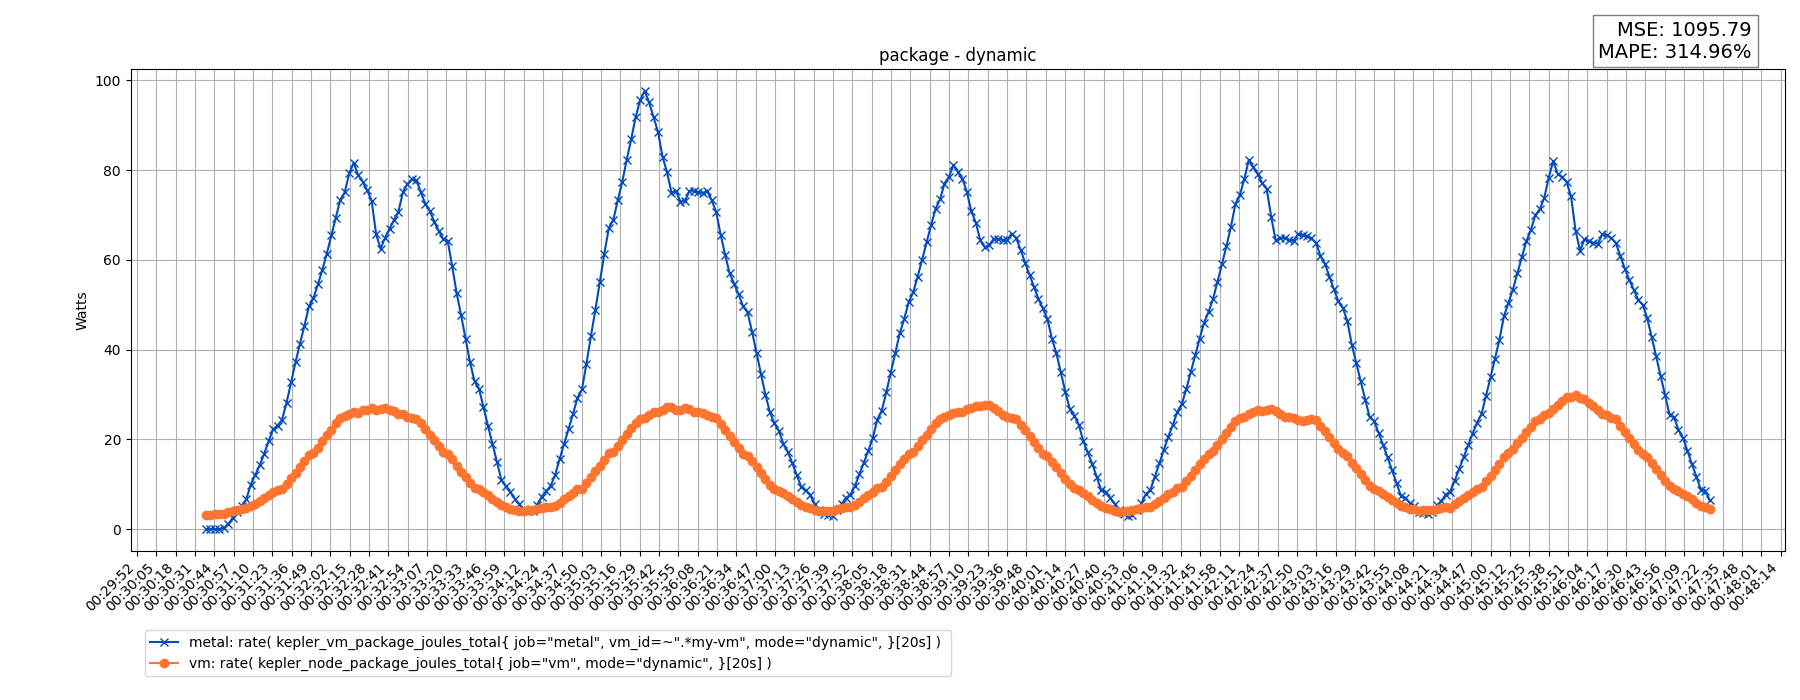 MSE: 1095.79
MAPE: 314.96%
package - dynamic
100
80
60
40
20
0
Watts
00:29:52 00:30:05 00:30:18 00:30:31 00:30:44 00:30:57 00:31:10 00:31:23 00:31:36 00:31:49 00:32:02 00:32:15 00:32:28 00:32:41 00:32:54 00:33:07 00:33:20 00:33:33 00:33:46 00:33:59 00:34:12 00:34:24 00:34:37 00:34:50 00:35:03 00:35:16 00:35:29 00:35:42 00:35:55 00:36:08 00:36:21 00:36:34 00:36:47 00:37:00 00:37:13 00:37:26 00:37:39 00:37:52 00:38:05 00:38:18 00:38:31 00:38:44 00:38:57 00:39:10 00:39:23 00:39:36 00:39:48 00:40:01 00:40:14 00:40:27 00:40:40 00:40:53 00:41:06 00:41:19 00:41:32 00:41:45 00:41:58 00:42:11 00:42:24 00:42:37 00:42:50 00:43:03 00:43:16 00:43:29 00:43:42 00:43:55 00:44:08 00:44:21 00:44:34 00:44:47 00:45:00 00:45:12 00:45:25 00:45:38 00:45:51 00:46:04 00:46:17 00:46:30 00:46:43 00:46:56 00:47:09 00:47:22 00:47:35 00:47:48 00:48:01 00:48:14
metal: rate( kepler_vm_package_joules_total{ job="metal", vm_id=~".*my-vm", mode="dynamic", }[20s] )
vm: rate( kepler_node_package_joules_total{ job="vm", mode="dynamic", }[20s] )